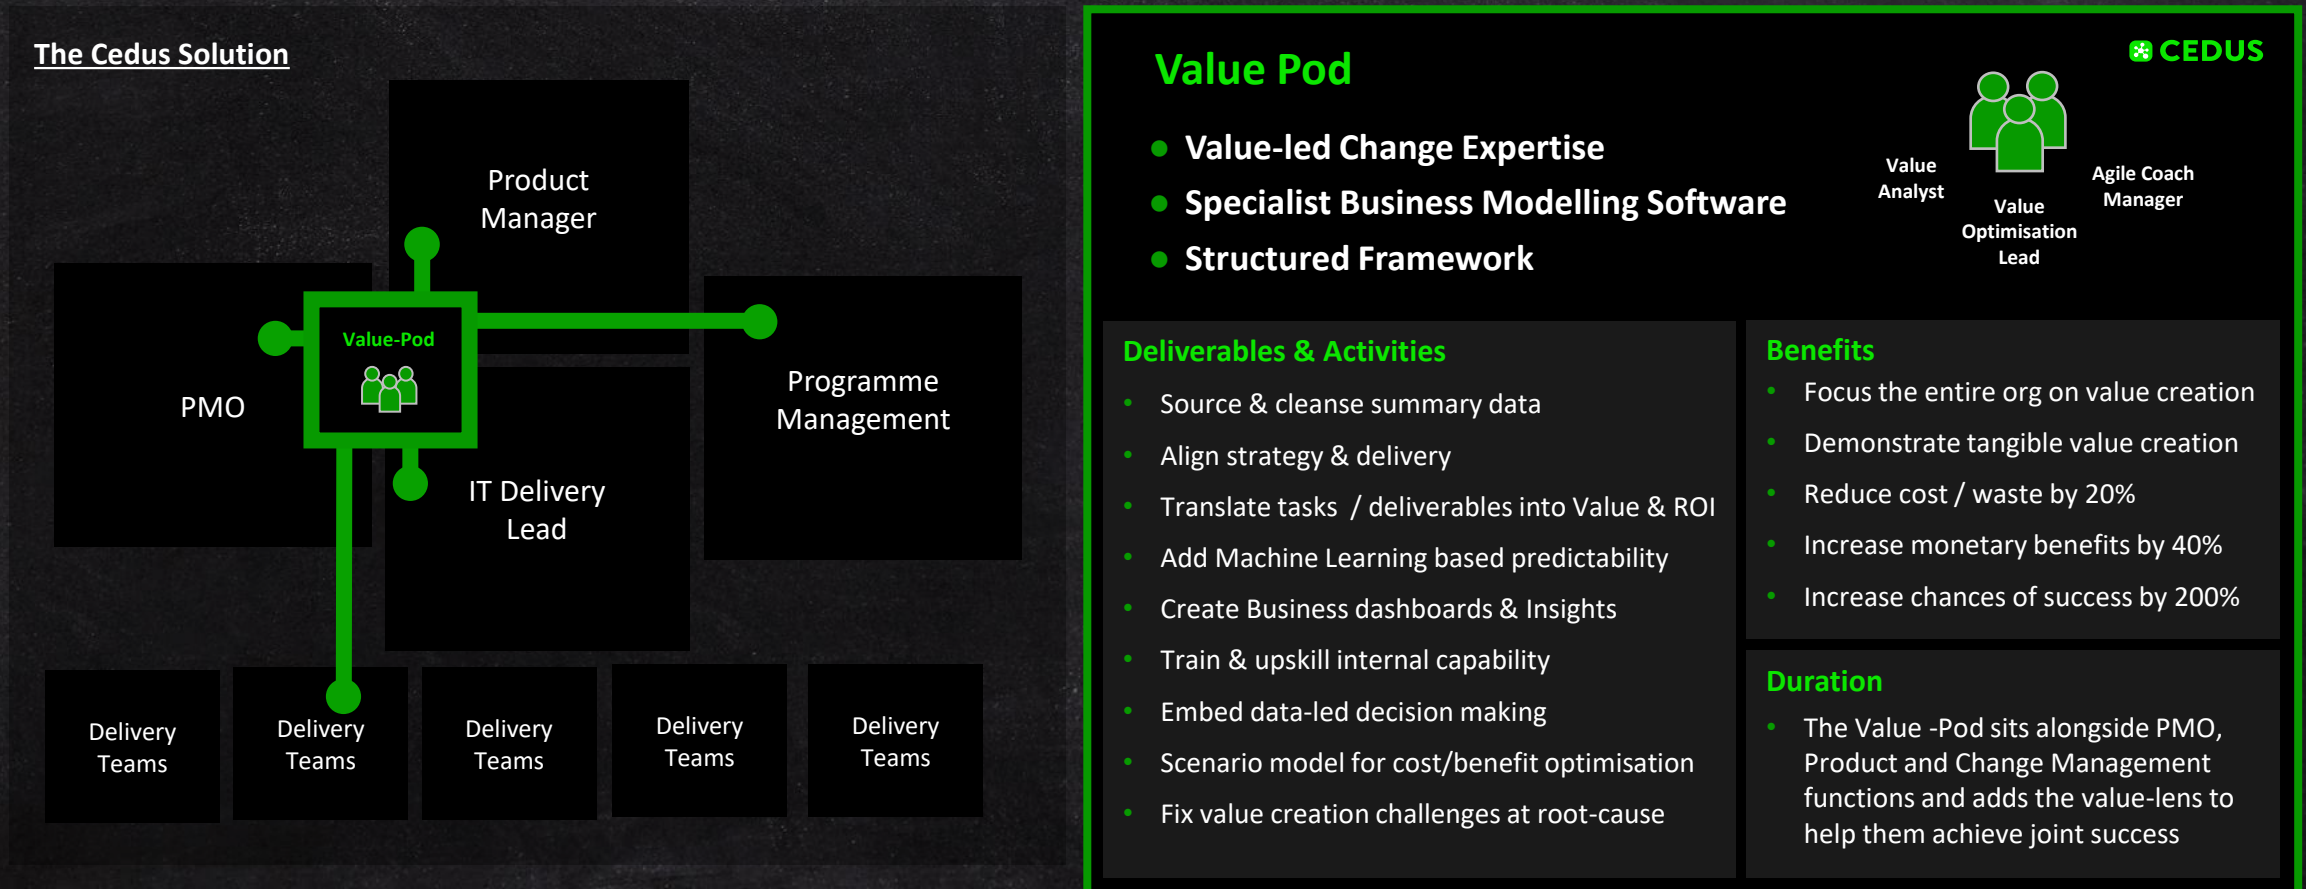 The Cedus Solution
Product
Manager
PMO
Value-Pod
Programme
Management
IT Delivery
Lead
Delivery
Teams
Delivery
Teams
Delivery
Teams
Delivery
Teams
Delivery
Teams
CEDUS
Value Pod
• Value-led Change Expertise
• Specialist Business Modelling Software
• Structured Framework
Value
Analyst
Value
Optimisation
Lead
Agile Coach
Manager
Deliverables & Activities
• Source & cleanse summary data
• Align strategy & delivery
• Translate tasks / deliverables into Value & ROI
• Add Machine Learning based predictability
• Create Business dashboards & Insights
• Train & upskill internal capability
• Embed data-led decision making
• Scenario model for cost/benefit optimisation
• Fix value creation challenges at root-cause
Benefits
• Focus the entire org on value creation
• Demonstrate tangible value creation
• Reduce cost / waste by 20%
• Increase monetary benefits by 40%
• Increase chances of success by 200%
Duration
• The Value -Pod sits alongside PMO,
Product and Change Management
functions and adds the value-lens to
help them achieve joint success